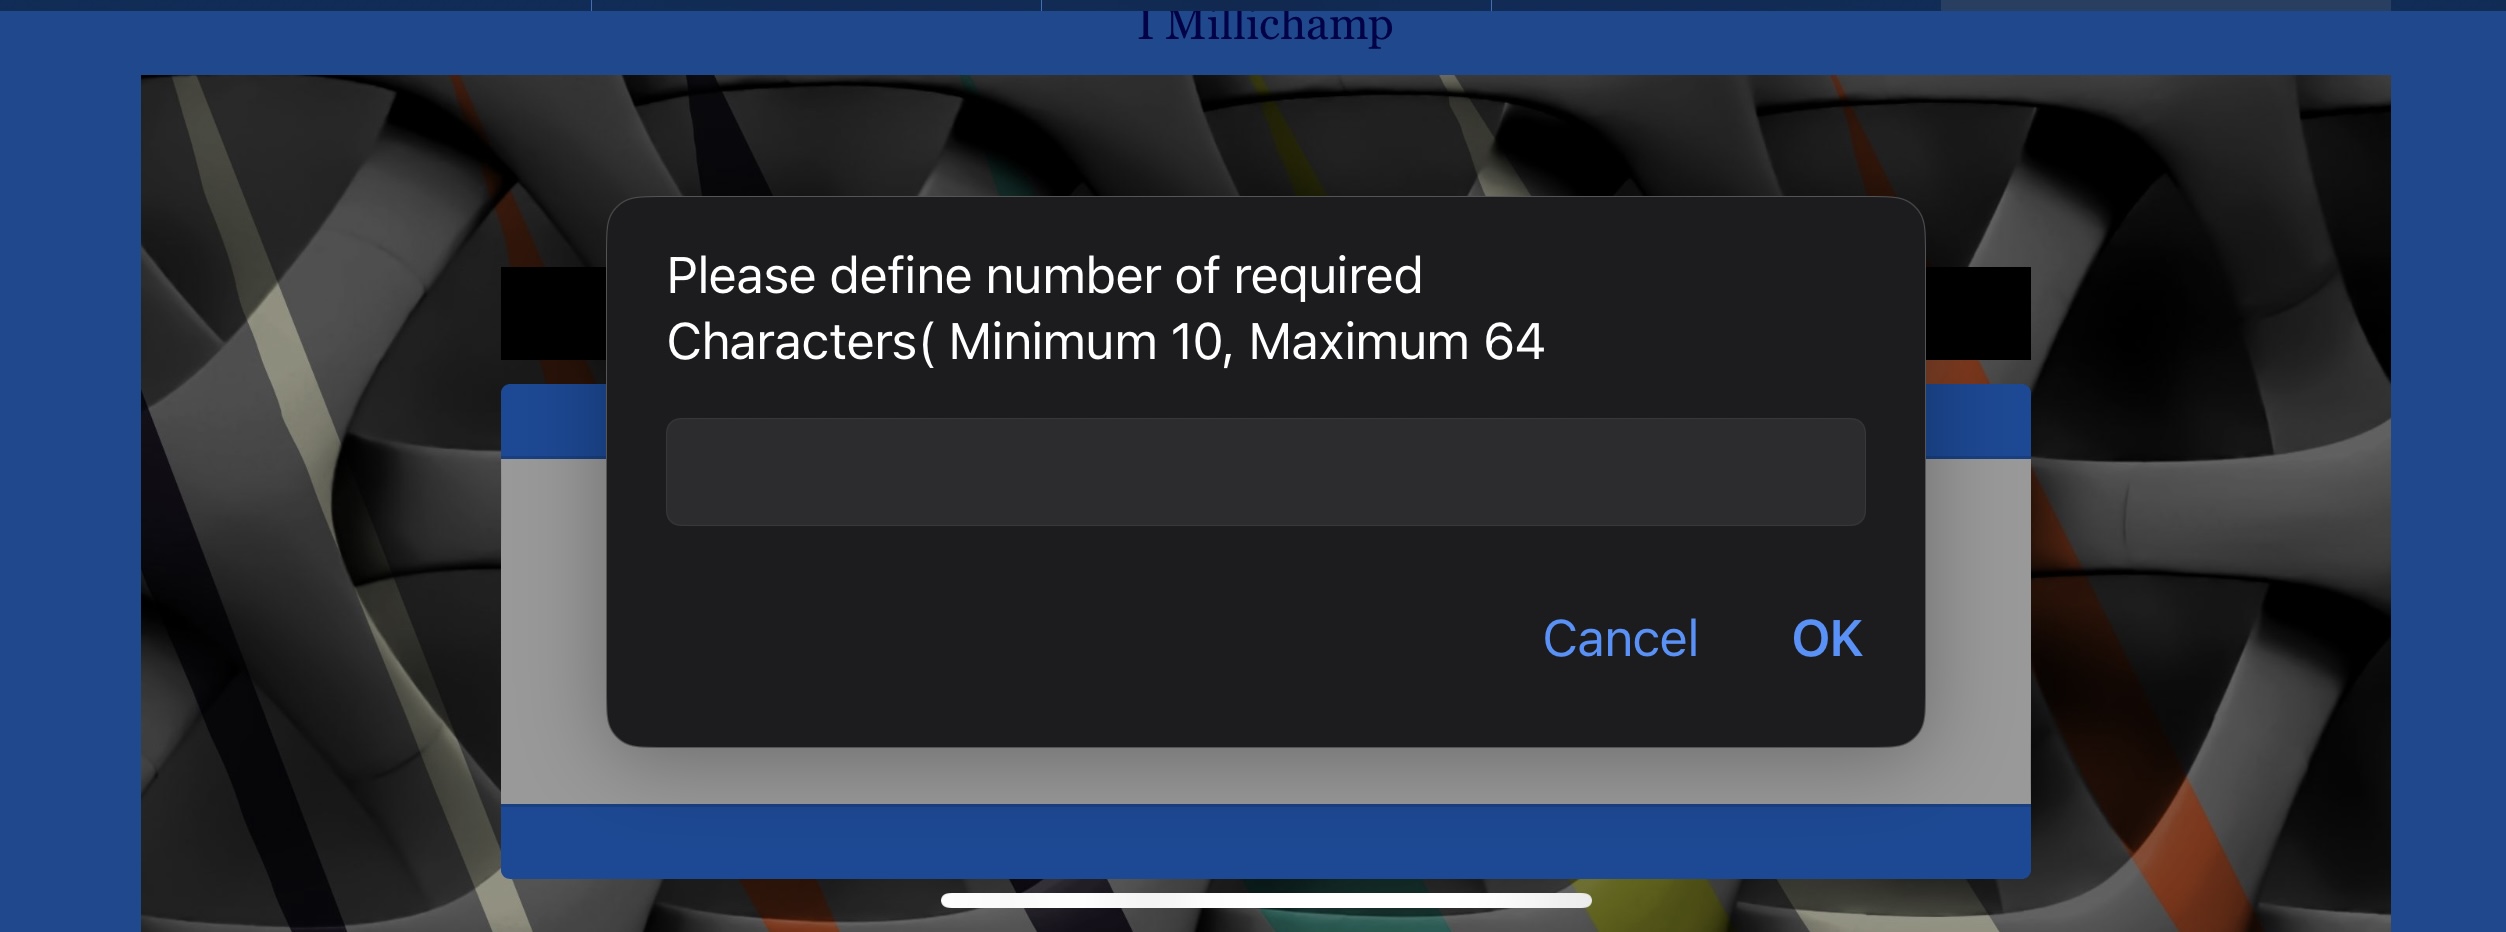 I Millichamp
Please define number of required
Characters( Minimum 10, Maximum 64
Cancel OK